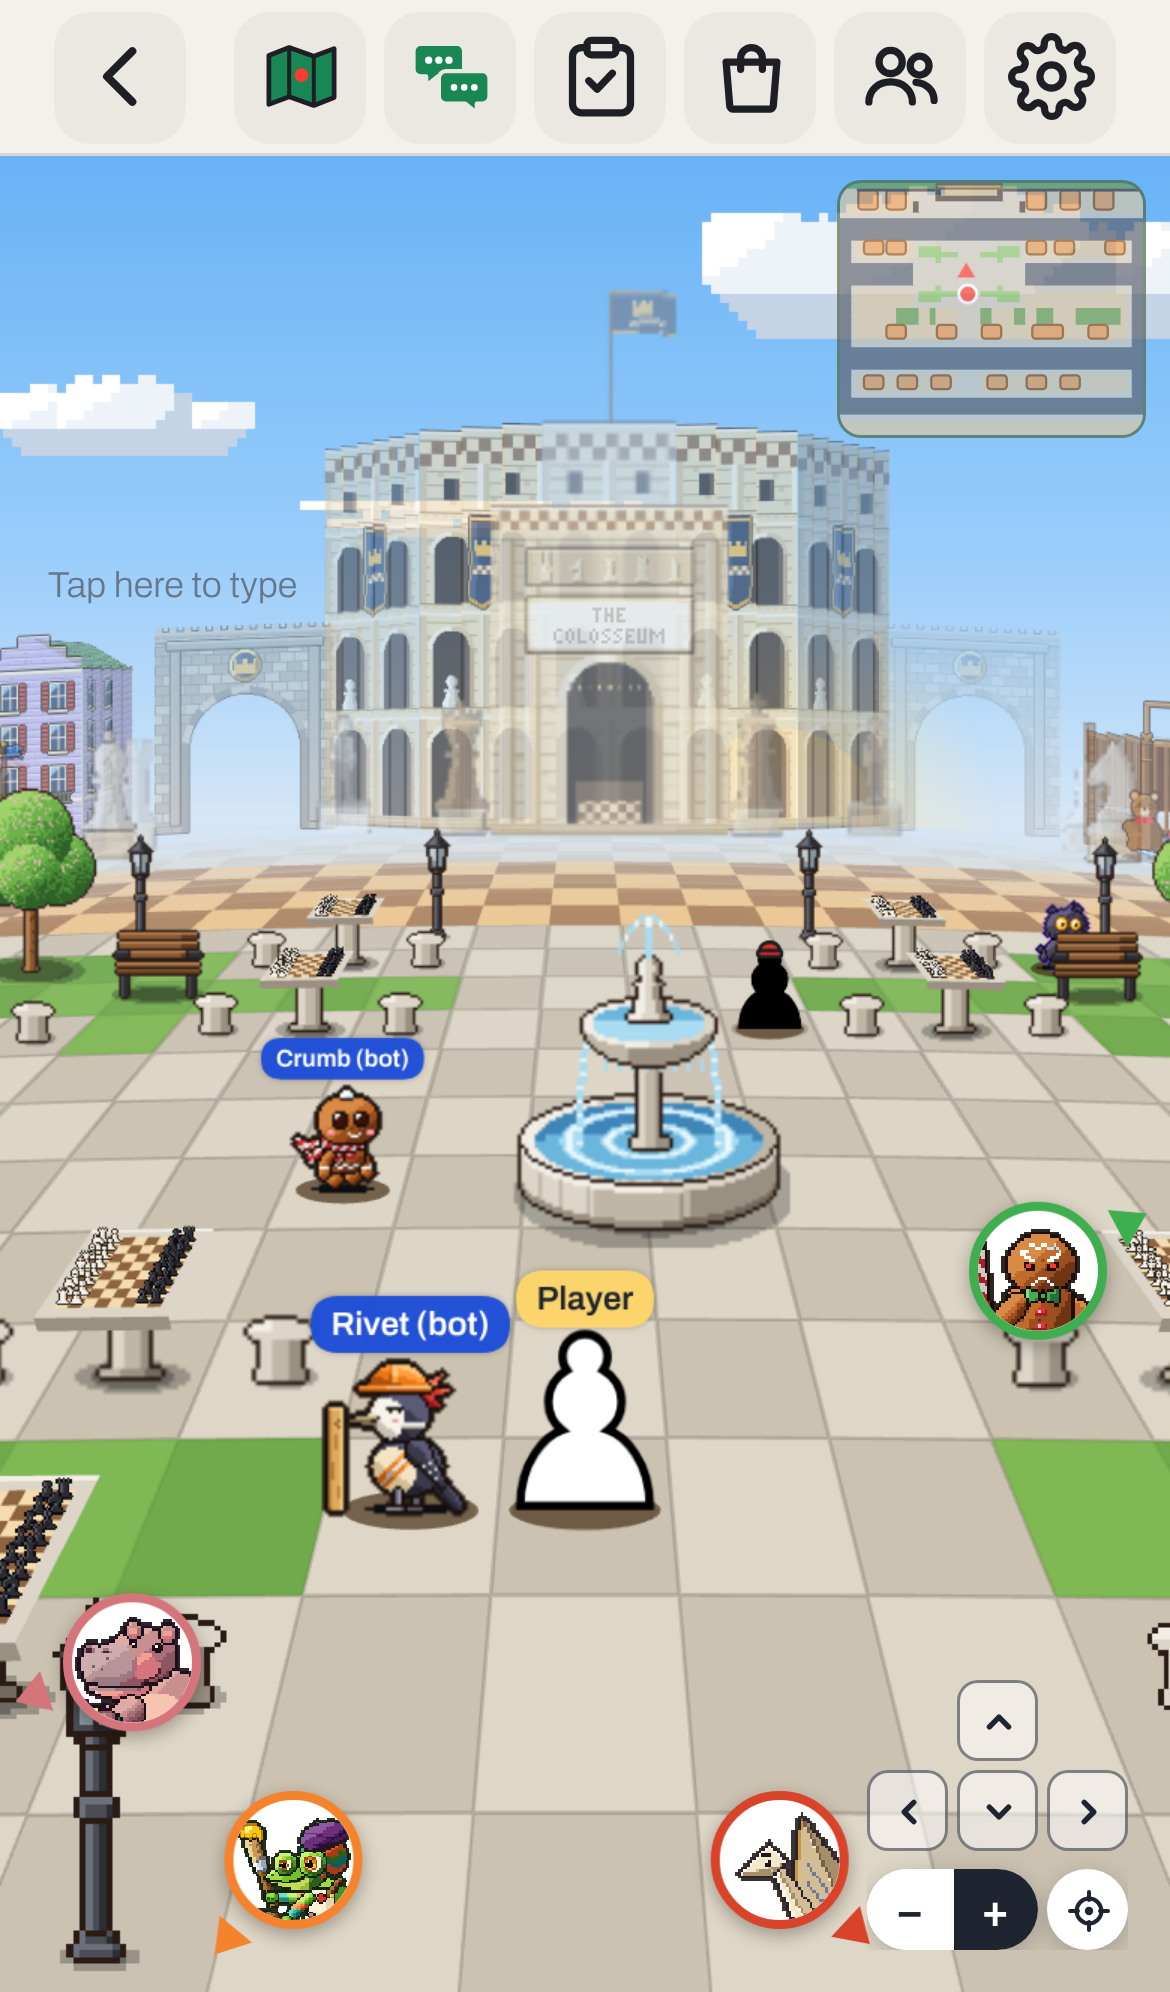 Tap here to type
THE
COLOSSEUM
Crumb (bot)
Player
Rivet (bot)